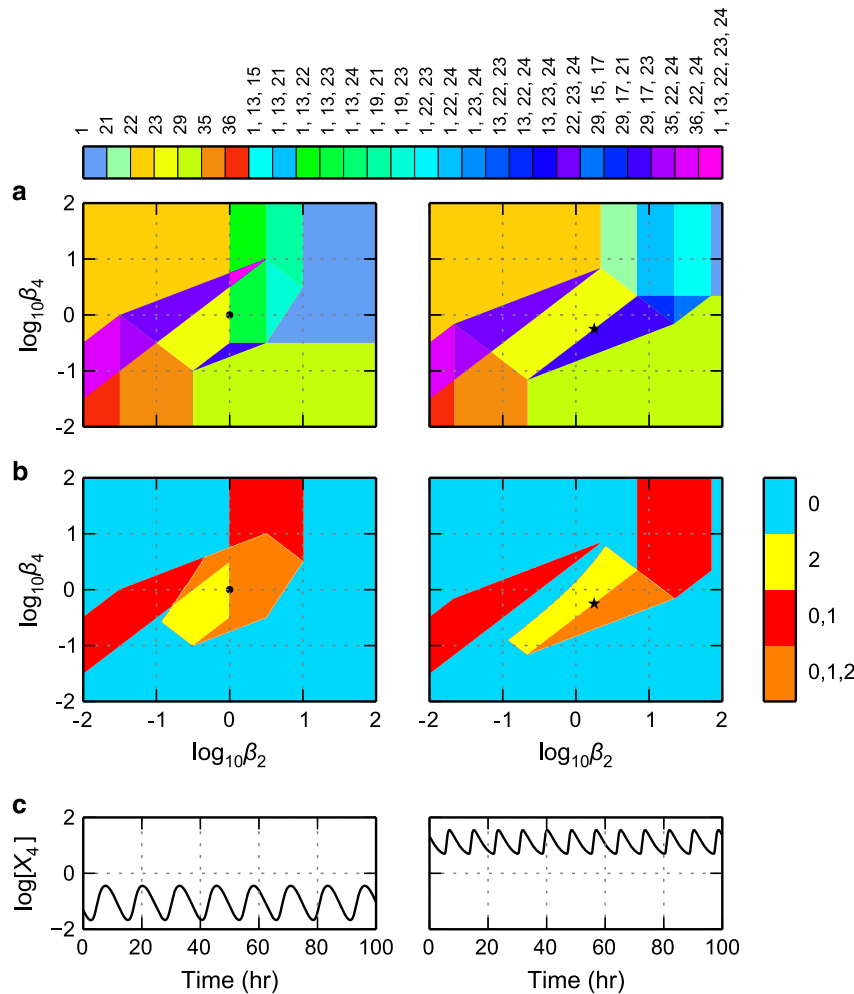 1
21
22
23
29
35
36
1, 13, 15
1, 13, 21
1, 13, 22
1, 13, 23
1, 13, 24
1, 19, 21
1, 19, 23
1, 22, 23
1, 22, 24
1, 23, 24
13, 22, 23
13, 23, 24
22, 23, 24
29, 15, 17
29, 17, 21
29, 17, 23
35, 22, 24
36, 22, 24
1, 13, 22, 23, 24
a
2
1
0
-1
-2
log10β4
b
2
1
0
-1
-2
log10β4
-2 -1 0 1 2
log10β2
-2 -1 0 1 2
log10β2
0
2
0,1
0,1,2
c
2
0
-2
log[X4]
0 20 40 60 80 100
Time (hr)
0 20 40 60 80 100
Time (hr)